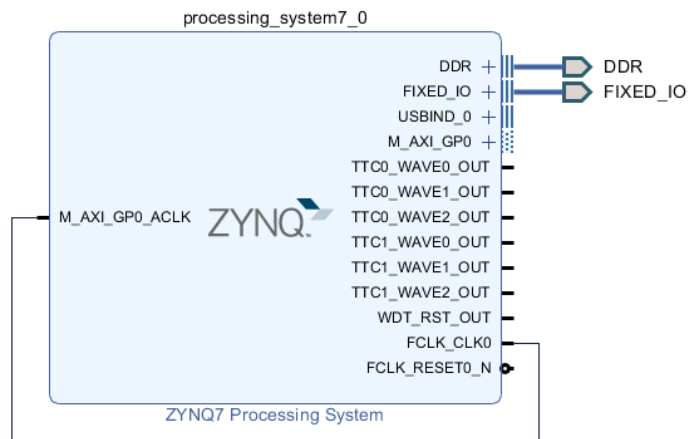 processing_system7_0
DDR
DDR
FIXED_IO
FIXED_IO
USBIND_0
M_AXI_GP0
TTC0_WAVE0_OUT
TTC0_WAVE1_OUT
M_AXI_GP0_ACLK
ZYNQ
TTC0_WAVE2_OUT
TTC1_WAVE0_OUT
TTC1_WAVE1_OUT
TTC1_WAVE2_OUT
WDT_RST_OUT
FCLK_CLK0
FCLK_RESET0_N
ZYNQ7 Processing System